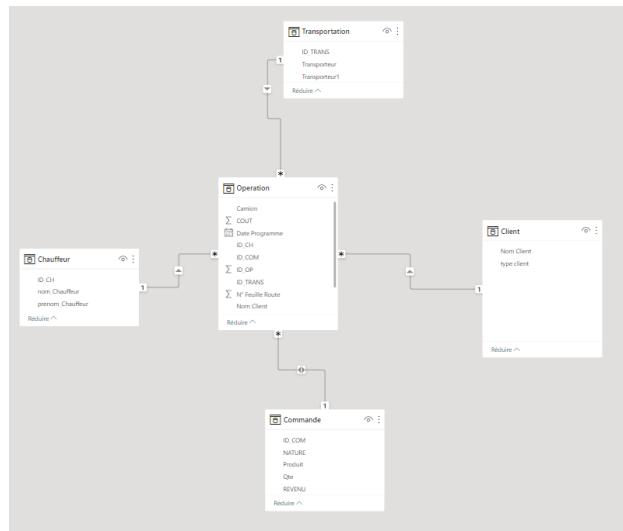 Transportation
ID_TRANS
Transporteur
Transporteur1
Réduire
1
*
Operation
Camion
COUT
Date Programme
ID_CH
ID_COM
ID_OP
ID_TRANS
N° Feuille Route
Nom Client
Réduire
*
*
*
Chauffeur
ID_CH
nom_Chauffeur
prenom_Chauffeur
Réduire
1
Client
Nom Client
type client
Réduire
1
1
Commande
ID_COM
NATURE
Produit
Qte
REVENU
Réduire